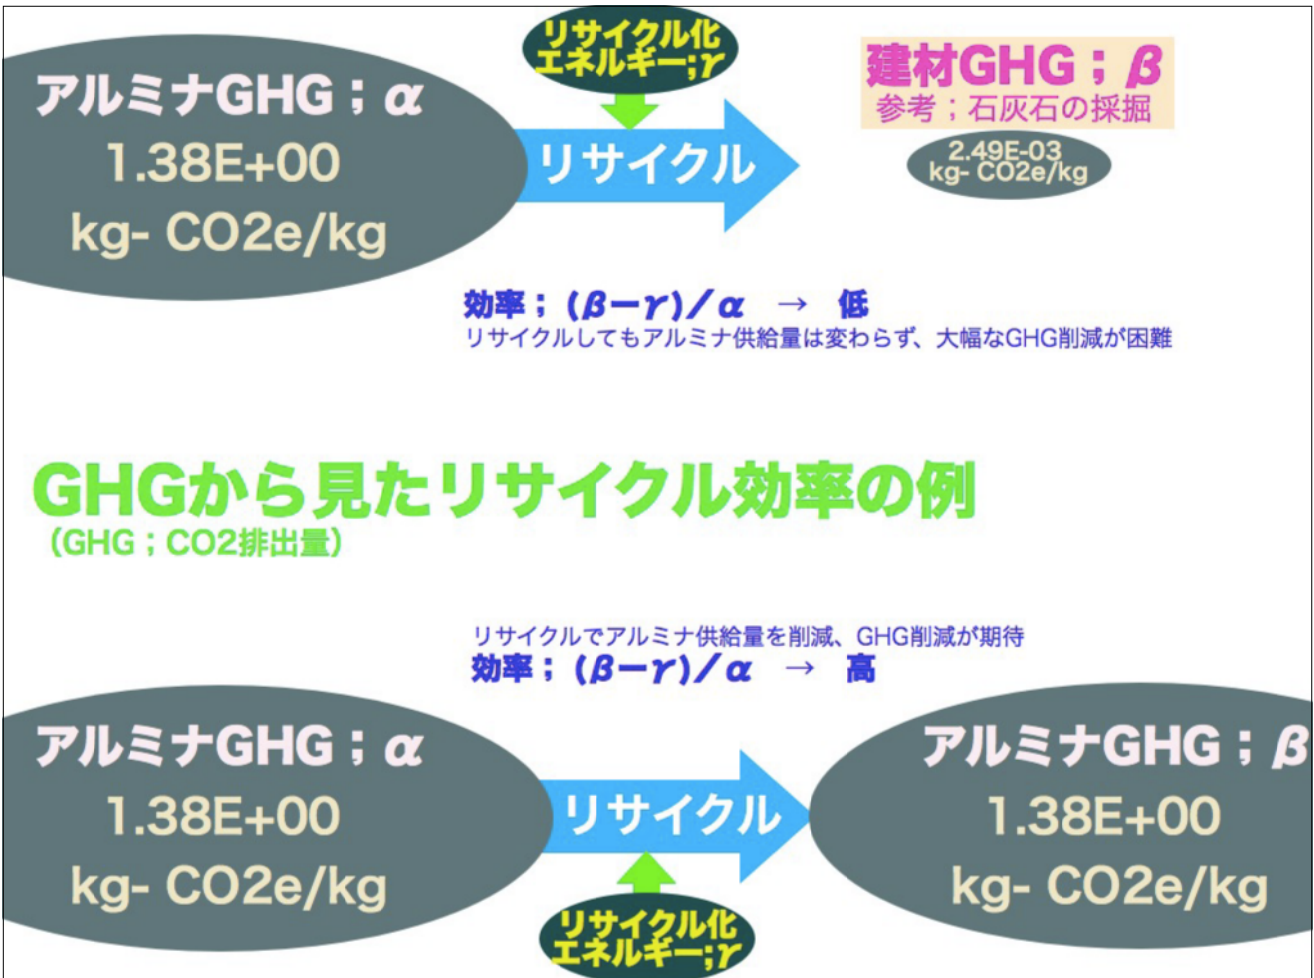 リサイクル化
エネルギー;γ
アルミナGHG；α
1.38E+00
kg- CO2e/kg
リサイクル
建材GHG；β
参考；石灰石の採掘
2.49E-03
kg- CO2e/kg
効率；(β−γ)／α → 低
リサイクルしてもアルミナ供給量は変わらず、大幅なGHG削減が困難
GHGから見たリサイクル効率の例
（GHG；CO2排出量）
リサイクルでアルミナ供給量を削減、GHG削減が期待
効率；(β−γ)／α → 高
アルミナGHG；α
1.38E+00
kg- CO2e/kg
リサイクル
リサイクル化
エネルギー;γ
アルミナGHG；β
1.38E+00
kg- CO2e/kg